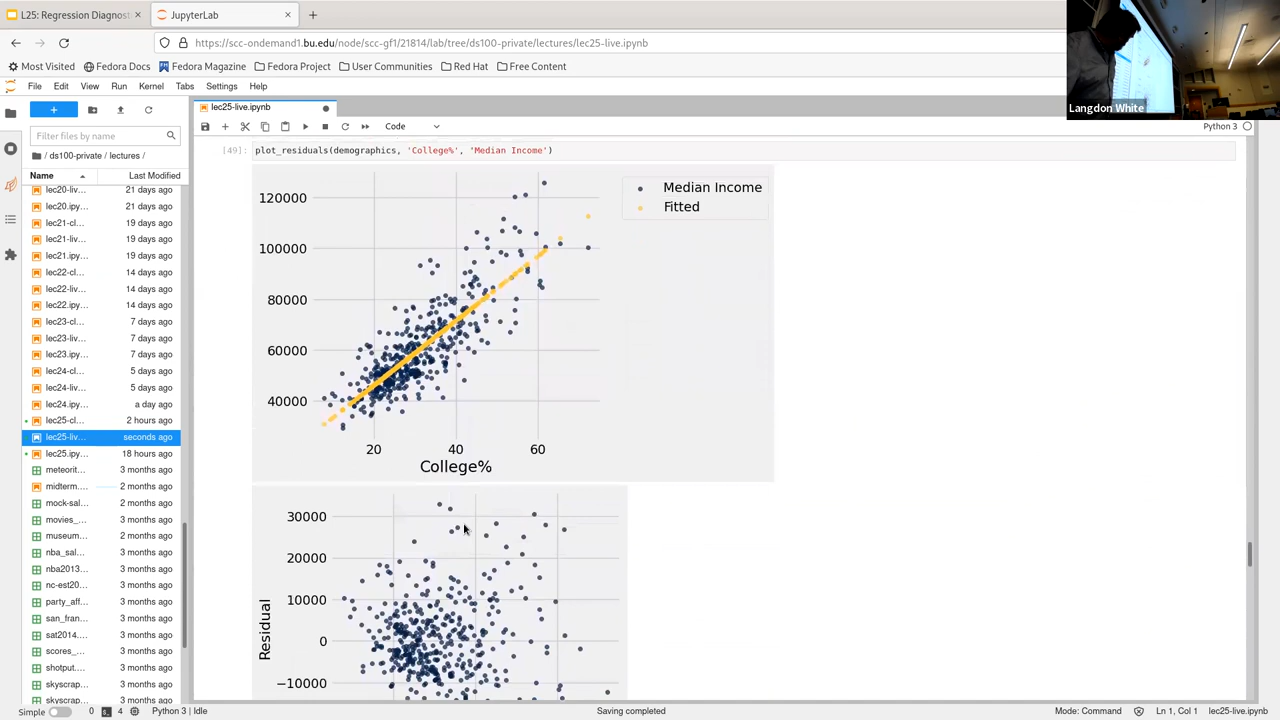 L25: Regression Diagnost
JupyterLab
https://scc-ondemand1.bu.edu/node/scc-gf1/21814/lab/tree/ds100-private/lectures/lec25-live.ipynb
Most Visited
Fedora Docs
Fedora Magazine
Fedora Project
User Communities
Red Hat
Free Content
Langdon White
File Edit View Run Kernel Tabs Settings Help
lec25-live.ipynb
Filter files by name
Code
Python 3
/ ds100-private / lectures /
Name Last Modified
lec20-liv... 21 days ago
lec20.ipy... 21 days ago
lec21-cl... 19 days ago
lec21-liv... 19 days ago
lec21.ipy... 19 days ago
lec22-cl... 14 days ago
lec22-liv... 14 days ago
lec22.ipy... 14 days ago
lec23-cl... 7 days ago
lec23-liv... 7 days ago
lec23.ipy... 7 days ago
lec24-cl... 5 days ago
lec24-liv... 5 days ago
lec24.ipy... a day ago
lec25-cl... 2 hours ago
lec25-liv... seconds ago
lec25.ipy... 18 hours ago
meteorit... 3 months ago
midterm.... 2 months ago
mock-sal... 2 months ago
movies_... 3 months ago
museum... 2 months ago
nba_sal... 3 months ago
nba2013... 3 months ago
nc-est20... 3 months ago
party_aff... 3 months ago
san_fran... 3 months ago
sat2014.... 3 months ago
scores_... 3 months ago
shotput.... 3 months ago
skyscrap... 3 months ago
skyscrap... 3 months ago
[49]: plot_residuals(demographics, 'College%', 'Median Income')
Median Income
Fitted
120000
100000
80000
60000
40000
20 40 60
College%
30000
20000
10000
0
−10000
Residual
Simple 0 4 Python 3 | Idle Saving completed Mode: Command Ln 1, Col 1 lec25-live.ipynb